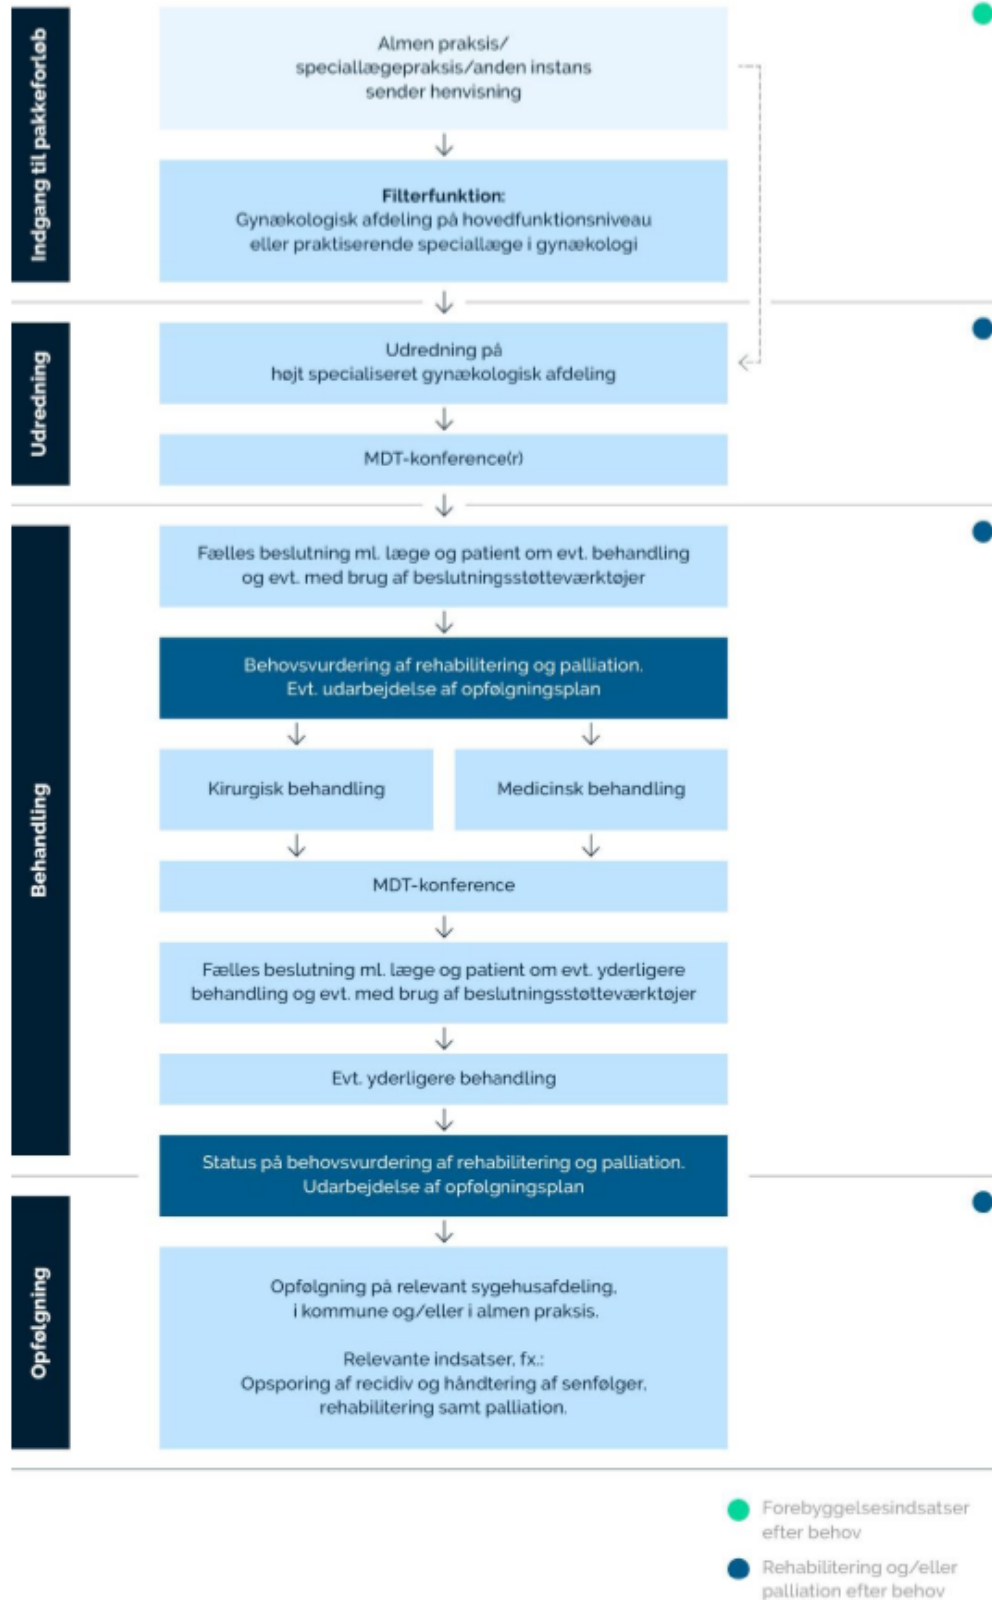 Indgang til pakkeforløb
Almen praksis/
speciallægepraksis/anden instans
sender henvisning
Filterfunktion:
Gynækologisk afdeling på hovedfunktionsniveau
eller praktiserende speciallæge i gynækologi
Udredning
Udredning på
højt specialiseret gynækologisk afdeling
MDT-konference(r)
Behandling
Fælles beslutning ml. læge og patient om evt. behandling
og evt. med brug af beslutningsstøtteværktøjer
Behovsvurdering af rehabilitering og palliation.
Evt. udarbejdelse af opfølgningsplan
Kirurgisk behandling
Medicinsk behandling
MDT-konference
Fælles beslutning ml. læge og patient om evt. yderligere
behandling og evt. med brug af beslutningsstøtteværktøjer
Evt. yderligere behandling
Status på behovsvurdering af rehabilitering og palliation.
Udarbejdelse af opfølgningsplan
Opfølgning
Opfølgning på relevant sygehusafdeling,
i kommune og/eller i almen praksis.
Relevante indsatser, fx.:
Opsporing af recidiv og håndtering af senfølger,
rehabilitering samt palliation.
Forebyggelsesindsatser
efter behov
Rehabilitering og/eller
palliation efter behov